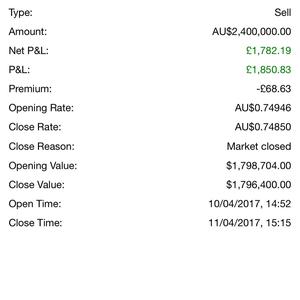 Type: Sell
Amount: AU$2,400,000.00
Net P&L: £1,782.19
P&L: £1,850.83
Premium: -£68.63
Opening Rate: AU$0.74946
Close Rate: AU$0.74850
Close Reason: Market closed
Opening Value: $1,798,704.00
Close Value: $1,796,400.00
Open Time: 10/04/2017, 14:52
Close Time: 11/04/2017, 15:15